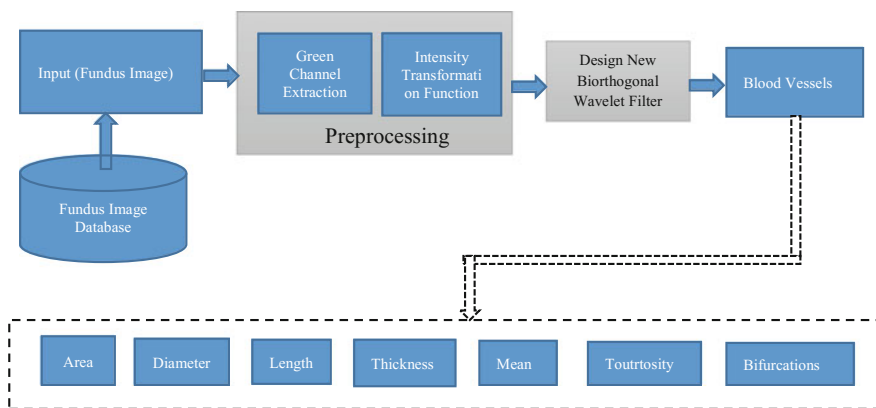 Input (Fundus Image)
Green
Channel
Extraction
Intensity
Transformati
on Function
Preprocessing
Design New
Biorthogonal
Wavelet Filter
Blood Vessels
Fundus Image
Database
Area
Diameter
Length
Thickness
Mean
Toutrtosity
Bifurcations